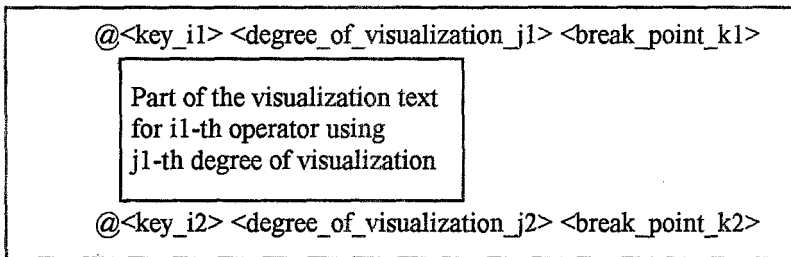 @<key_i1> <degree_of_visualization_j1> <break_point_k1>
Part of the visualization text
for i1-th operator using
j1-th degree of visualization
@<key_i2> <degree_of_visualization_j2> <break_point_k2>